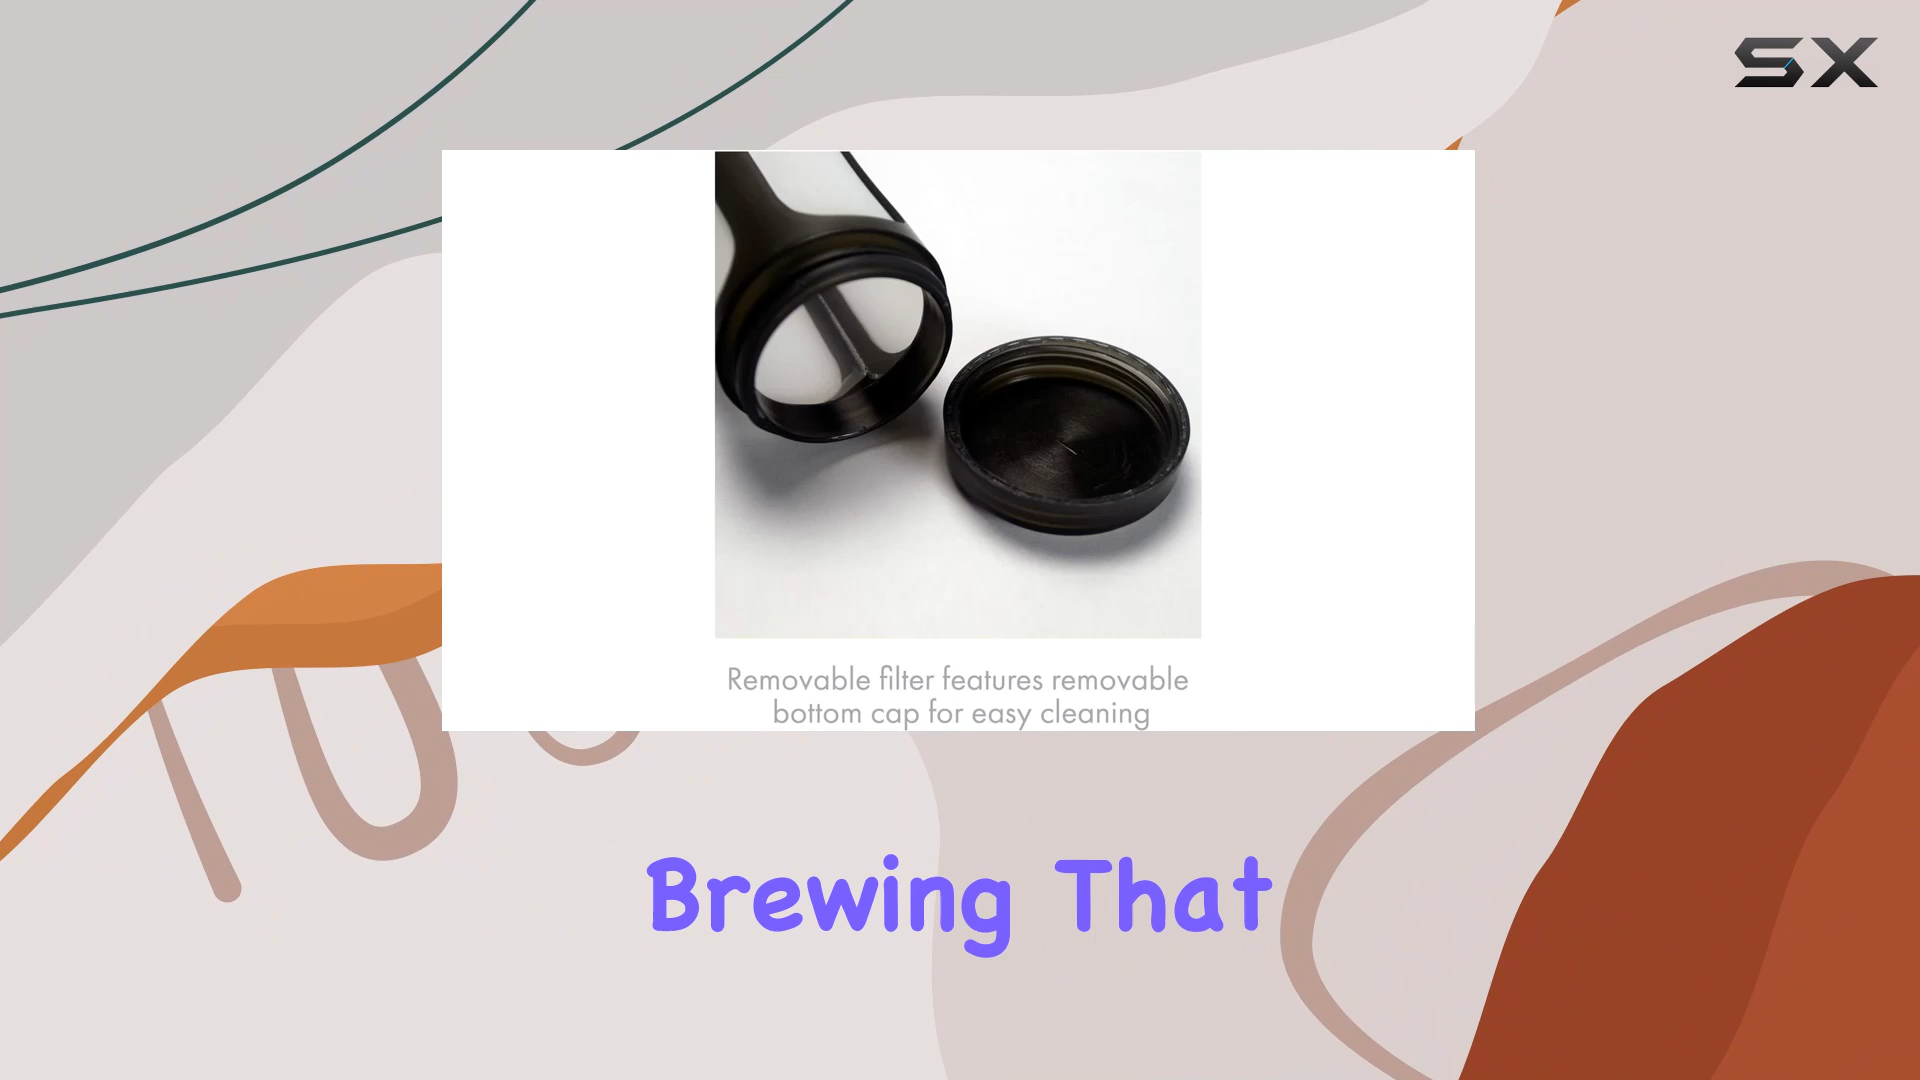 SX
Removable filter features removable
bottom cap for easy cleaning
Brewing That